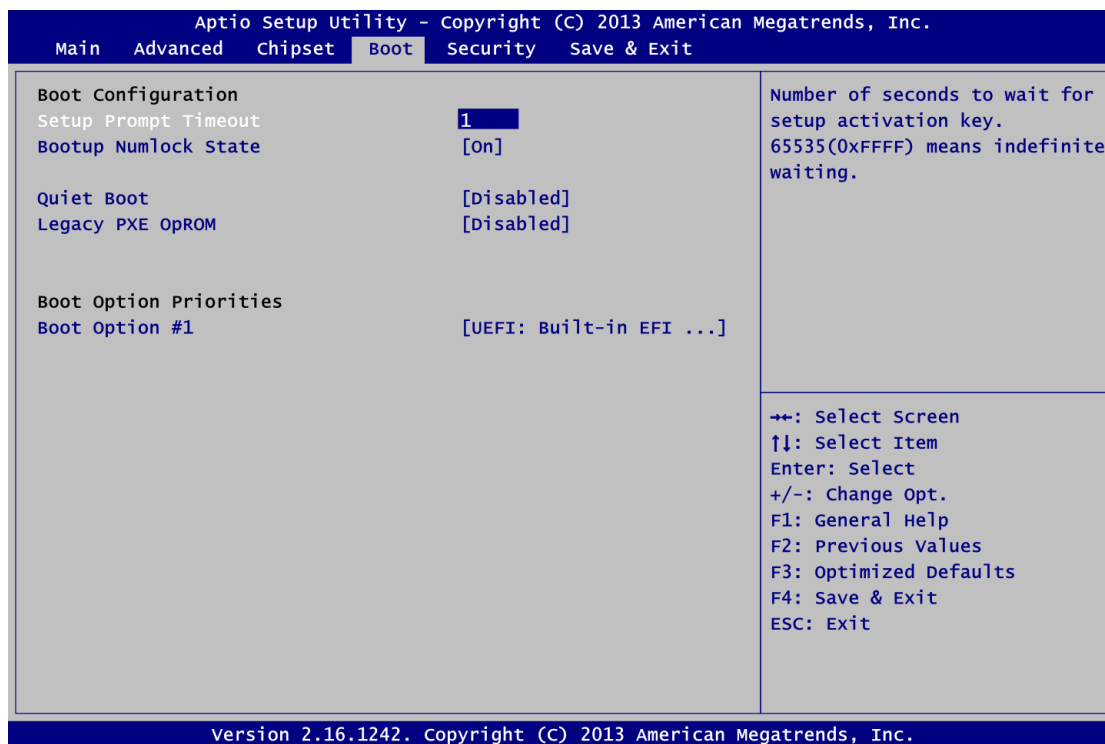 Aptio Setup Utility - Copyright (C) 2013 American Megatrends, Inc.
Main Advanced Chipset Boot Security Save & Exit
Boot Configuration
Setup Prompt Timeout 1
Bootup Numlock State [On]
Quiet Boot [Disabled]
Legacy PXE OpROM [Disabled]
Boot Option Priorities
Boot Option #1 [UEFI: Built-in EFI ...]
Number of seconds to wait for
setup activation key.
65535(0xFFFF) means indefinite
waiting.
→←: Select Screen
↑↓: Select Item
Enter: Select
+/-: Change Opt.
F1: General Help
F2: Previous Values
F3: Optimized Defaults
F4: Save & Exit
ESC: Exit
Version 2.16.1242. Copyright (C) 2013 American Megatrends, Inc.